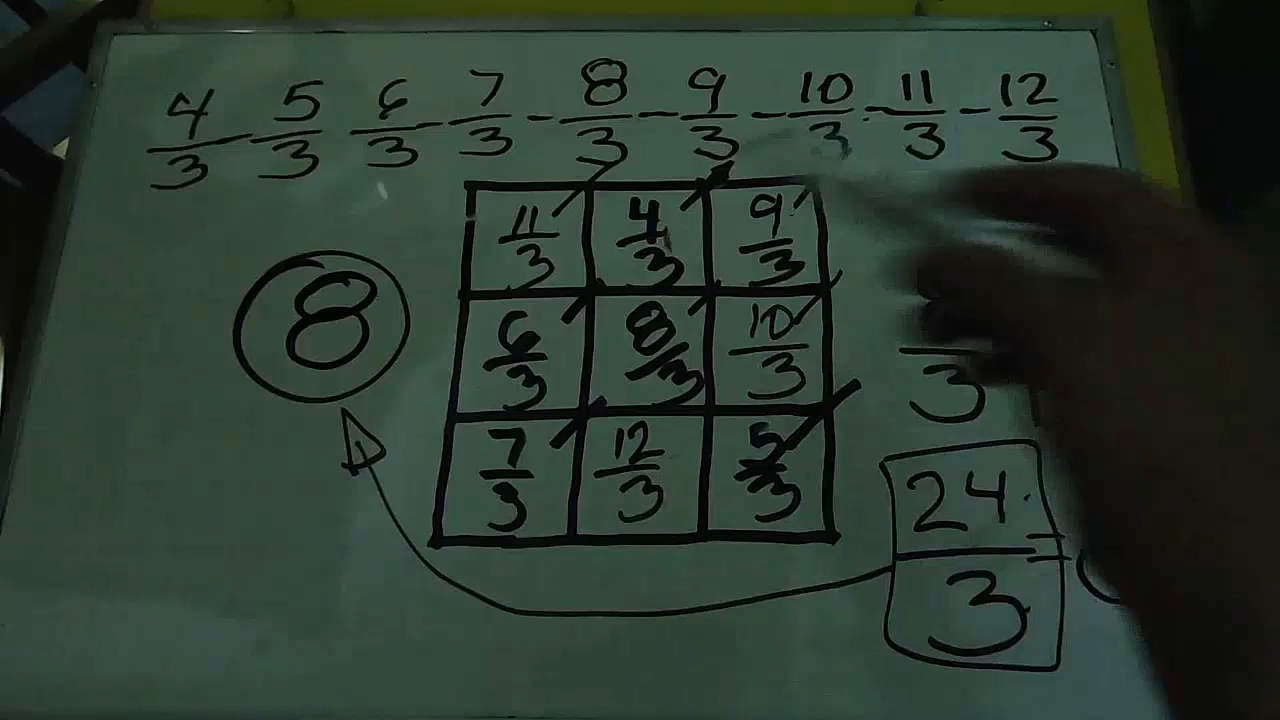 4/3 - 5/3 6/3 - 7/3 - 8/3 - 9/3 - 10/3 - 11/3 - 12/3
11/3 4/3 9/3
8
6/3 8/3 10/3
7/3 12/3 5/3
/3
24/3 =